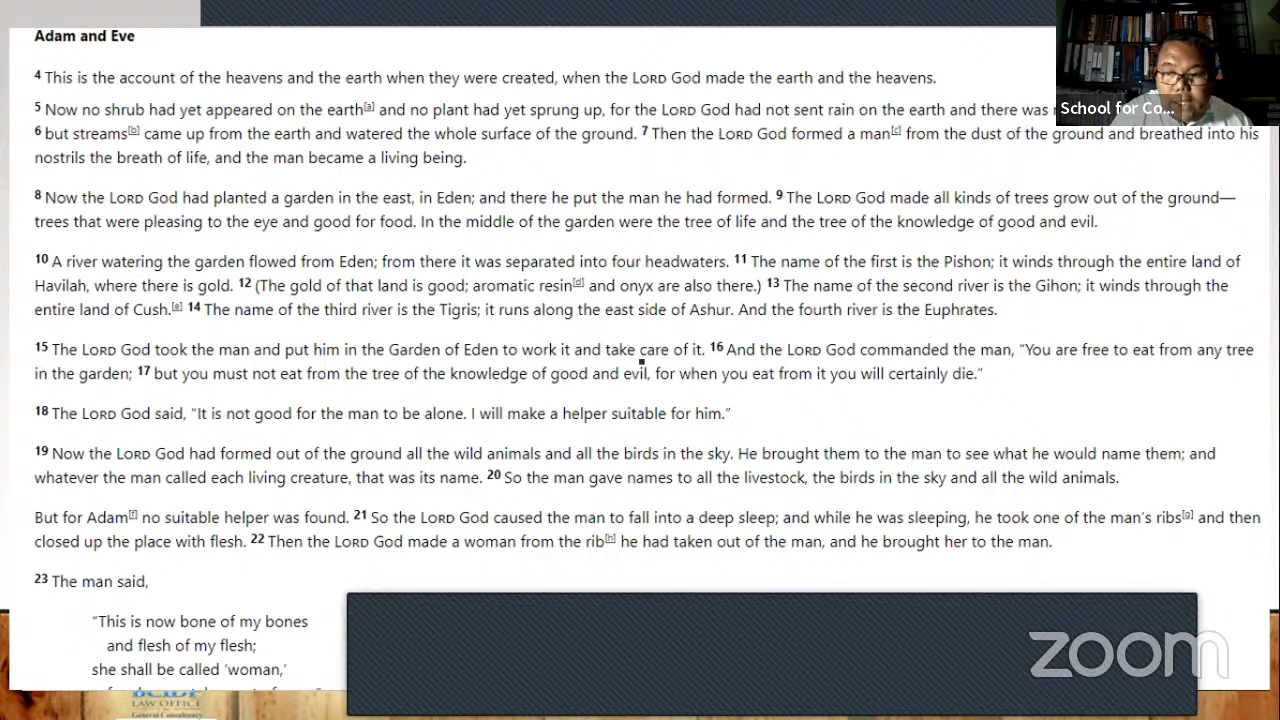 Adam and Eve
4 This is the account of the heavens and the earth when they were created, when the LORD God made the earth and the heavens.
5 Now no shrub had yet appeared on the earth[a] and no plant had yet sprung up, for the LORD God had not sent rain on the earth and there was
6 but streams[b] came up from the earth and watered the whole surface of the ground. 7 Then the LORD God formed a man[c] from the dust of the ground and breathed into his
nostrils the breath of life, and the man became a living being.
8 Now the LORD God had planted a garden in the east, in Eden; and there he put the man he had formed. 9 The LORD God made all kinds of trees grow out of the ground—
trees that were pleasing to the eye and good for food. In the middle of the garden were the tree of life and the tree of the knowledge of good and evil.
10 A river watering the garden flowed from Eden; from there it was separated into four headwaters. 11 The name of the first is the Pishon; it winds through the entire land of
Havilah, where there is gold. 12 (The gold of that land is good; aromatic resin[d] and onyx are also there.) 13 The name of the second river is the Gihon; it winds through the
entire land of Cush.[e] 14 The name of the third river is the Tigris; it runs along the east side of Ashur. And the fourth river is the Euphrates.
15 The LORD God took the man and put him in the Garden of Eden to work it and take care of it. 16 And the LORD God commanded the man, “You are free to eat from any tree
in the garden; 17 but you must not eat from the tree of the knowledge of good and evil, for when you eat from it you will certainly die.”
18 The LORD God said, “It is not good for the man to be alone. I will make a helper suitable for him.”
19 Now the LORD God had formed out of the ground all the wild animals and all the birds in the sky. He brought them to the man to see what he would name them; and
whatever the man called each living creature, that was its name. 20 So the man gave names to all the livestock, the birds in the sky and all the wild animals.
But for Adam[f] no suitable helper was found. 21 So the LORD God caused the man to fall into a deep sleep; and while he was sleeping, he took one of the man’s ribs[g] and then
closed up the place with flesh. 22 Then the LORD God made a woman from the rib[h] he had taken out of the man, and he brought her to the man.
23 The man said,
“This is now bone of my bones
and flesh of my flesh;
she shall be called ‘woman,’
School for Co...
zoom
LAW OFFICE
General Consultancy